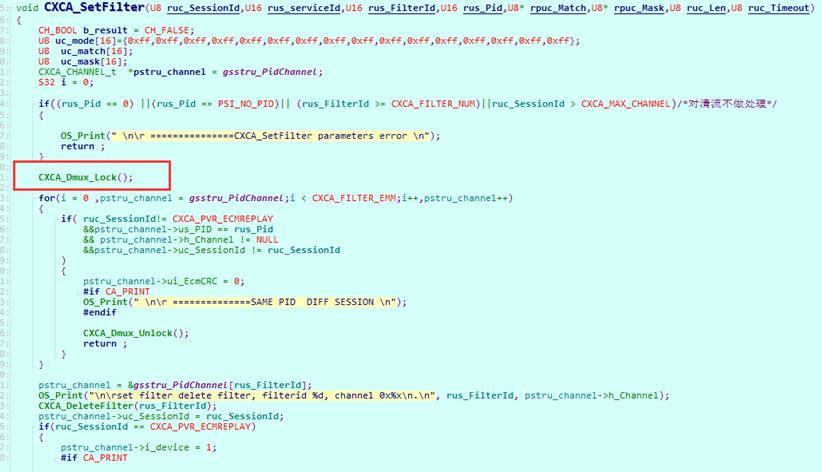 void CXCA_SetFilter(U8 ruc_SessionId,U16 rus_serviceId,U16 rus_FilterId,U16 rus_Pid,U8* rpuc_Match,U8* rpuc_Mask,U8 ruc_Len,U8 ruc_Timeout)
{
CH_BOOL b_result = CH_FALSE;
U8 uc_mode[16]={0xff,0xff,0xff,0xff,0xff,0xff,0xff,0xff,0xff,0xff,0xff,0xff,0xff,0xff,0xff,0xff};
U8  uc_match[16];
U8  uc_mask[16];
CXCA_CHANNEL_t  *pstru_channel = gsstru_PidChannel;
S32 i = 0;
if((rus_Pid == 0) ||(rus_Pid == PSI_NO_PID)|| (rus_FilterId >= CXCA_FILTER_NUM)||ruc_SessionId > CXCA_MAX_CHANNEL)/*对清流不做处理*/
{
OS_Print(" \n\r ===============CXCA_SetFilter parameters error \n");
return ;
}
CXCA_Dmux_Lock();
for(i = 0 ,pstru_channel = gsstru_PidChannel;i < CXCA_FILTER_EMM;i++,pstru_channel++)
{
if( ruc_SessionId!= CXCA_PVR_ECMREPLAY
&&pstru_channel->us_PID == rus_Pid
&& pstru_channel->h_Channel != NULL
&&pstru_channel->uc_SessionId != ruc_SessionId
)
{
pstru_channel->ui_EcmCRC = 0;
#if CA_PRINT
OS_Print(" \n\r ==============SAME PID  DIFF SESSION \n");
#endif
CXCA_Dmux_Unlock();
return ;
}
}
pstru_channel = &gsstru_PidChannel[rus_FilterId];
OS_Print("\n\rset filter delete filter, filterid %d, channel 0x%x\n.\n", rus_FilterId, pstru_channel->h_Channel);
CXCA_DeleteFilter(rus_FilterId);
pstru_channel->uc_SessionId = ruc_SessionId;
if(ruc_SessionId == CXCA_PVR_ECMREPLAY)
{
pstru_channel->i_device = 1;
#if CA_PRINT